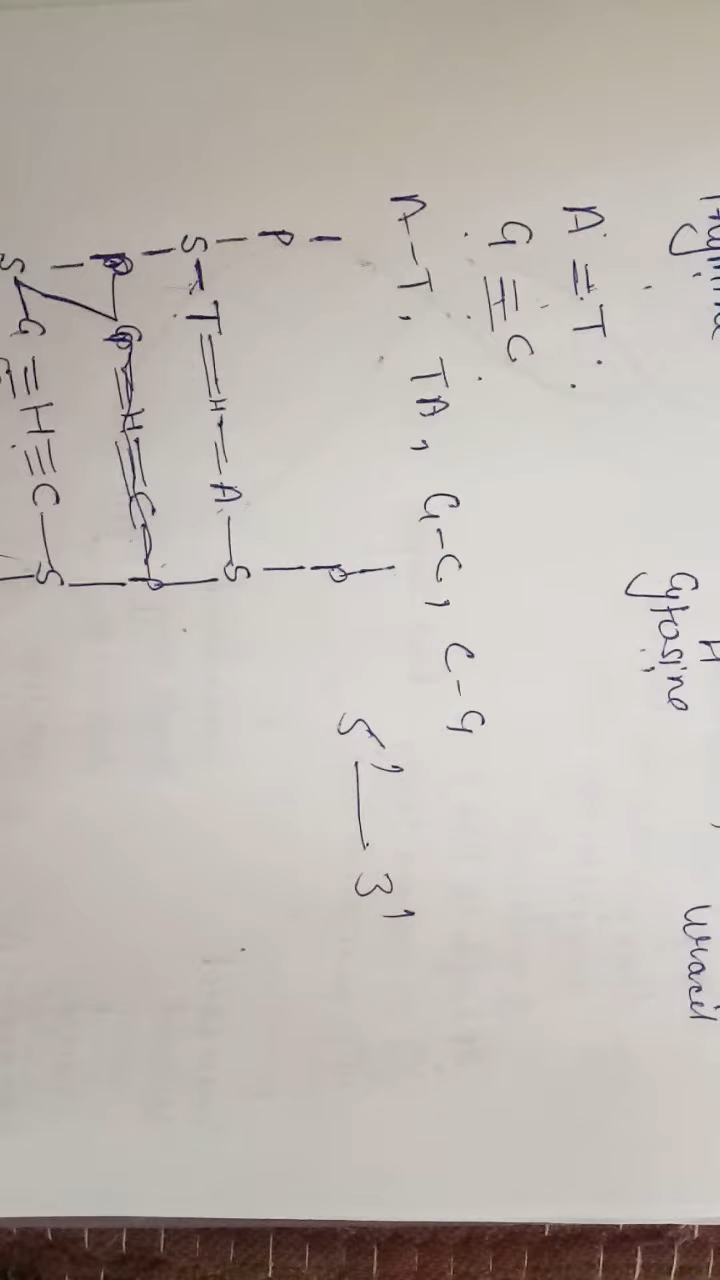 H
Cytosine
Uracil
A = T
G ≡ C
A-T, TA, G-C, C-G
5' — 3'
P P
S - T = H = A - S
P G ≡ H ≡ C P
S G ≡ H ≡ C - S